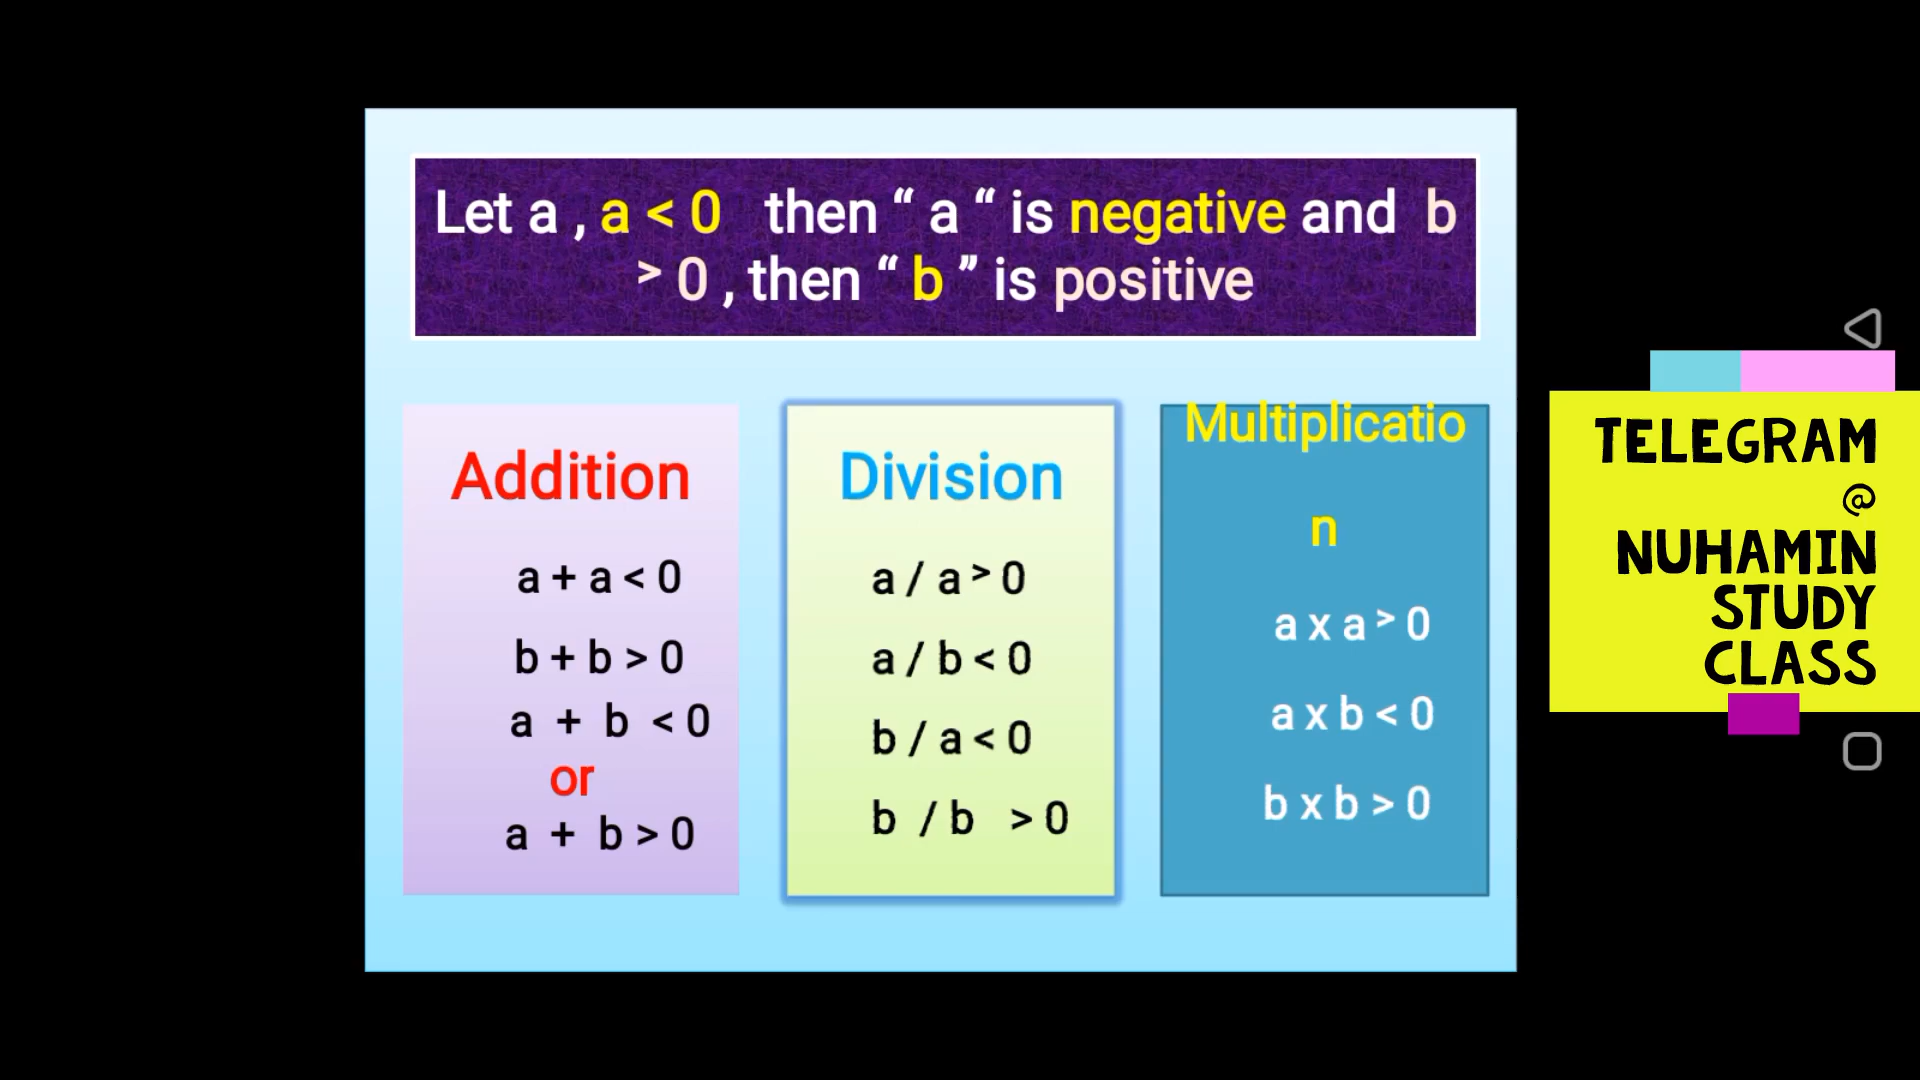 Let a , a < 0 then “ a “ is negative and b
> 0 , then “ b ” is positive
Addition
a + a < 0
b + b > 0
a + b < 0
or
a + b > 0
Division
a / a > 0
a / b < 0
b / a < 0
b / b > 0
Multiplicatio
n
a x a > 0
a x b < 0
b x b > 0
TELEGRAM
@
NUHAMIN
STUDY
CLASS